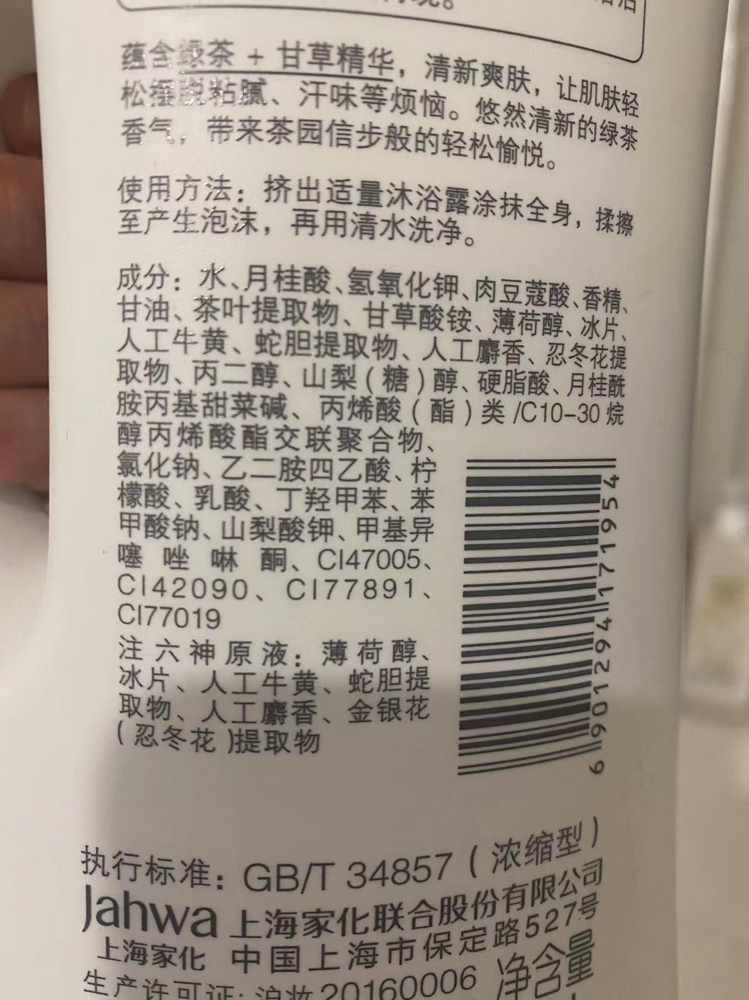 蕴含绿茶 + 甘草精华，清新爽肤，让肌肤轻
松摆脱粘腻、汗味等烦恼。悠然清新的绿茶
香气，带来茶园信步般的轻松愉悦。
使用方法：挤出适量沐浴露涂抹全身，揉擦
至产生泡沫，再用清水洗净。
成分：水、月桂酸、氢氧化钾、肉豆蔻酸、香精、
甘油、茶叶提取物、甘草酸铵、薄荷醇、冰片、
人工牛黄、蛇胆提取物、人工麝香、忍冬花提
取物、丙二醇、山梨(糖)醇、硬脂酸、月桂酰
胺丙基甜菜碱、丙烯酸(酯)类/C10-30烷
醇丙烯酸酯交联聚合物、
氯化钠、乙二胺四乙酸、柠
檬酸、乳酸、丁羟甲苯、苯
甲酸钠、山梨酸钾、甲基异
噻唑啉酮、CI47005、
CI42090、CI77891、
CI77019
注六神原液：薄荷醇、
冰片、人工牛黄、蛇胆提
取物、人工麝香、金银花
(忍冬花)提取物
6901294171954
执行标准：GB/T 34857(浓缩型)
Jahwa 上海家化联合股份有限公司
上海家化 中国上海市保定路527号
生产许可证：沪妆20160006 净含量